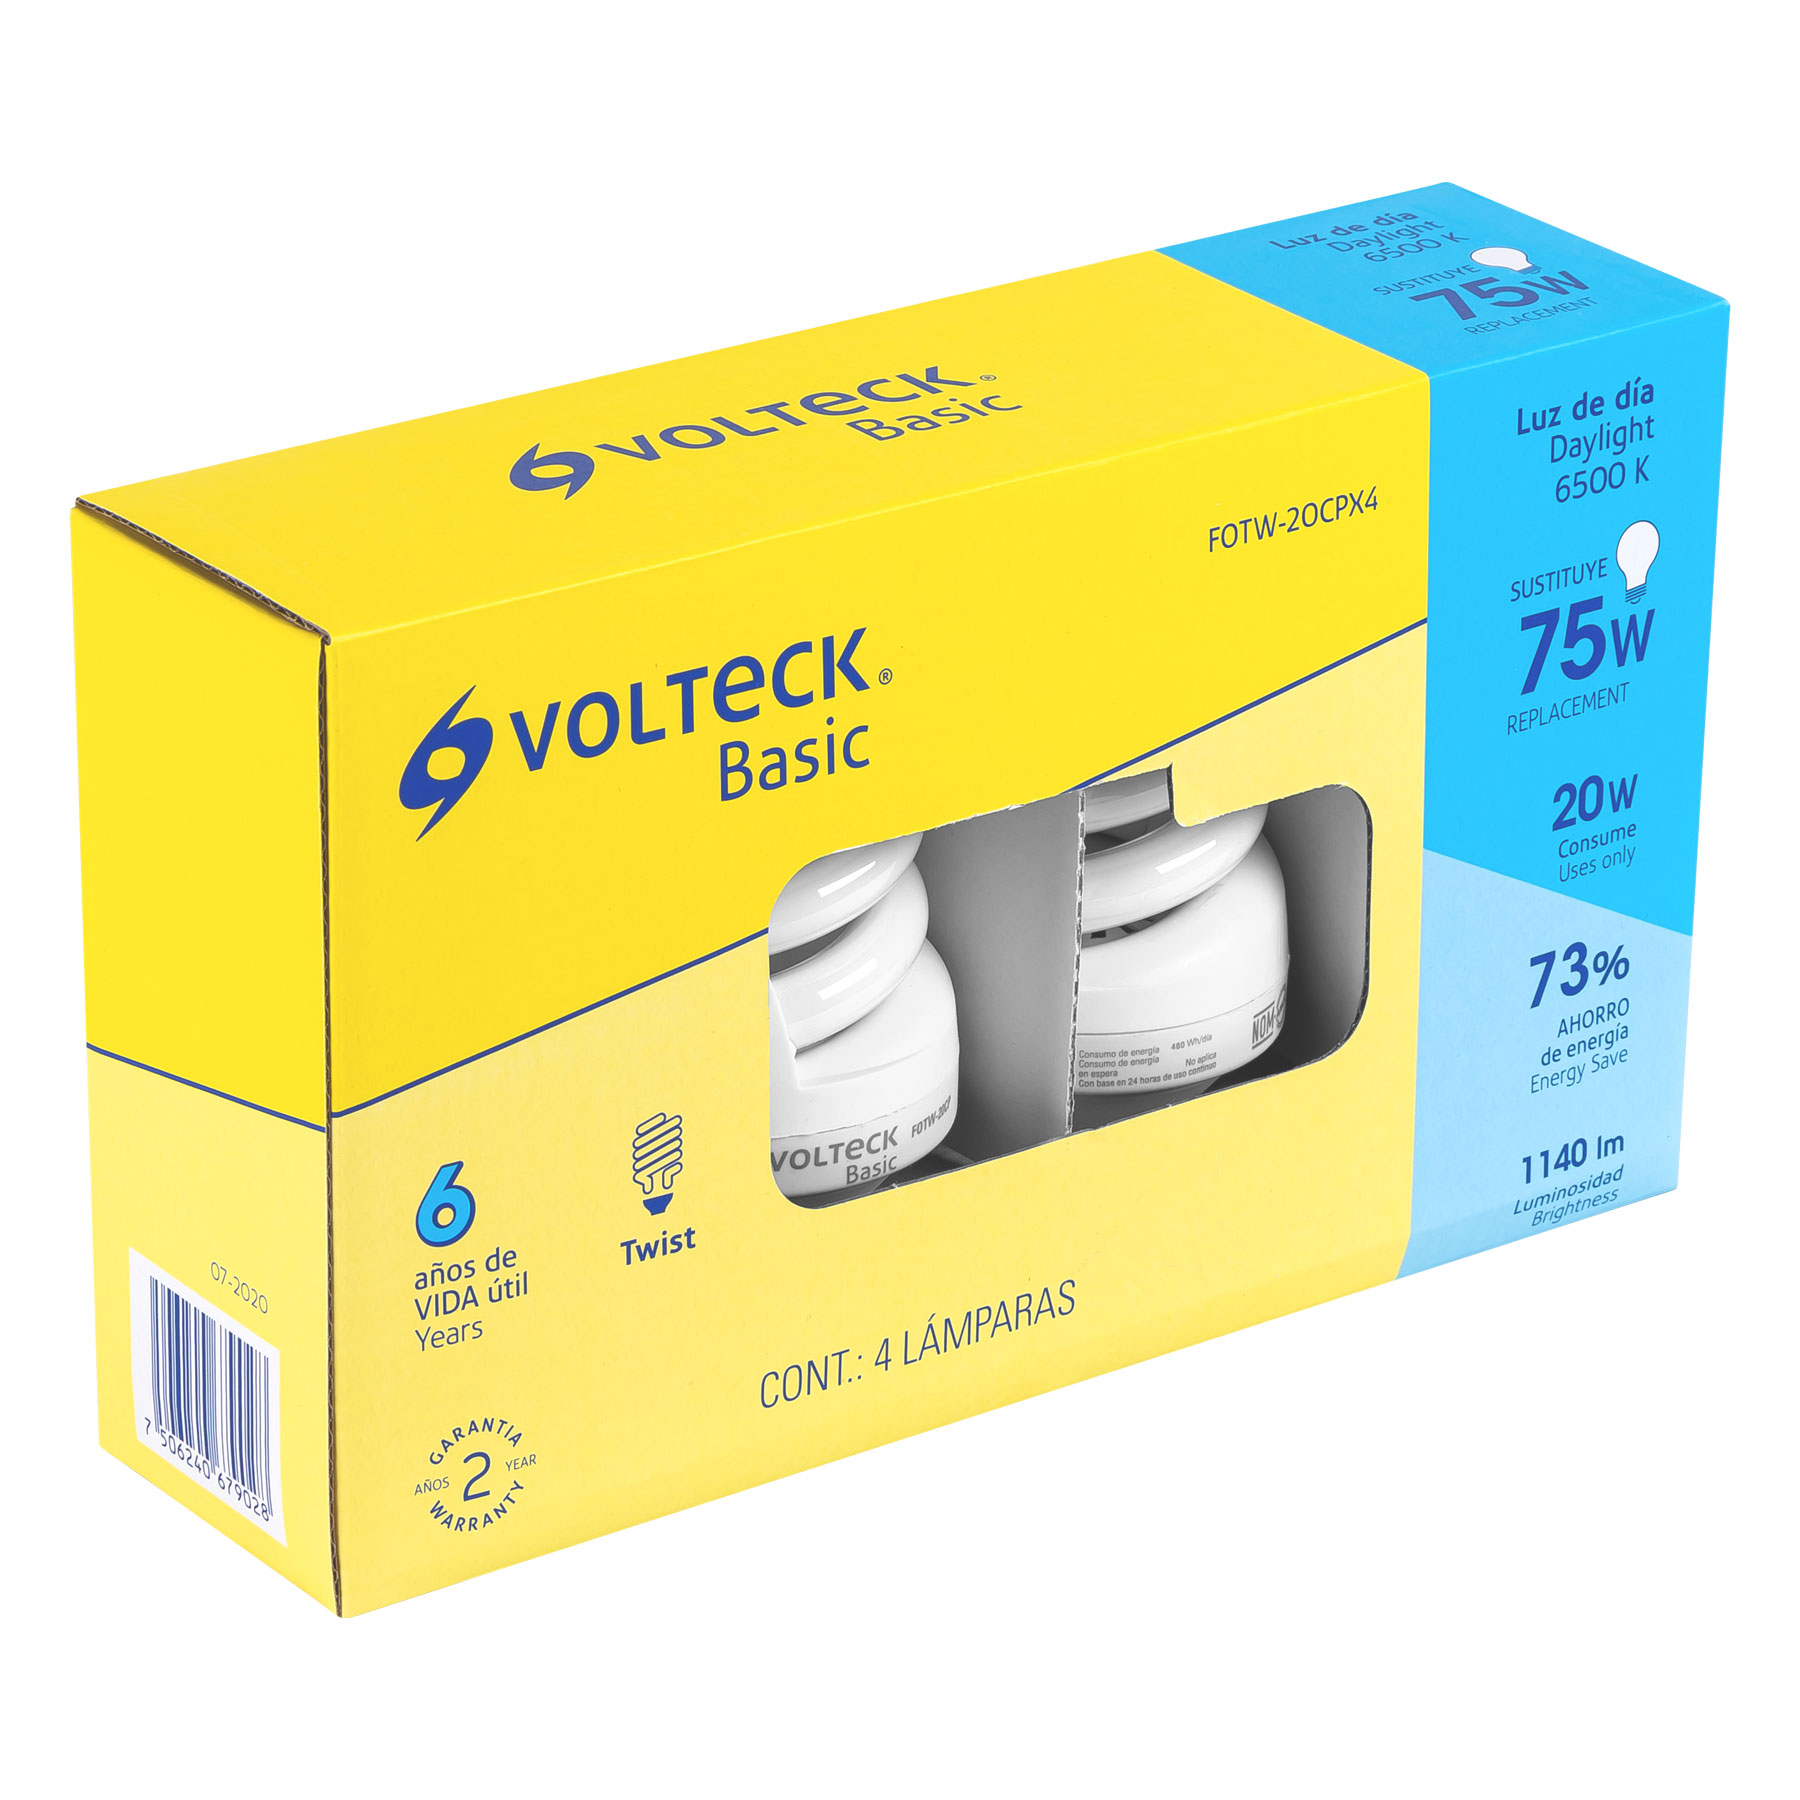 VOLTECK®
Basic
Luz de día
Daylight
6500 K
SUSTITUYE
75W
REPLACEMENT
VOLTECK®
Basic
FOTW-20CPX4
6
años de
VIDA útil
Years
Twist
GARANTIA
AÑOS 2 YEAR
WARRANTY
CONT.: 4 LÁMPARAS
VOLTECK
Basic
FOTW-20CP
Consumo de energía 480 Wh/día
Consumo de energía
en espera No aplica
Con base en 24 horas de uso continuo
NOM
Luz de día
Daylight
6500 K
SUSTITUYE
75W
REPLACEMENT
20W
Consume
Uses only
73%
AHORRO
de energía
Energy Save
1140 lm
Luminosidad
Brightness
07-2020
7 506240 679028